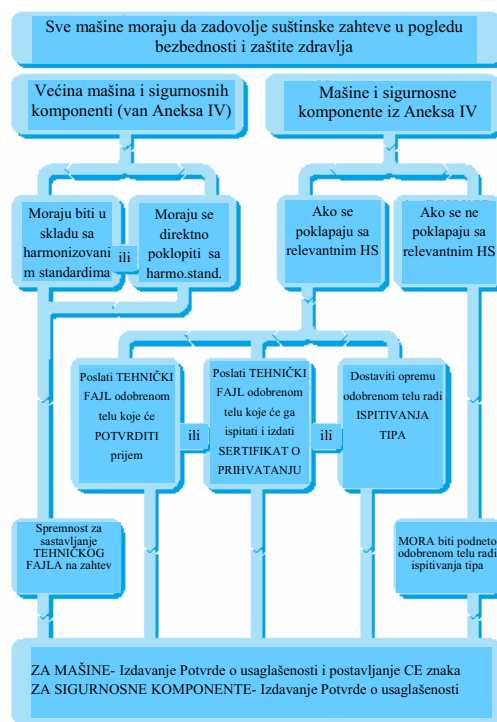 Sve mašine moraju da zadovolje suštinske zahteve u pogledu
bezbednosti i zaštite zdravlja
Većina mašina i sigurnosnih
komponenti (van Aneksa IV)
Mašine i sigurnosne
komponente iz Aneksa IV
Moraju biti u
skladu sa
harmonizovani
m standardima
ili
Moraju se
direktno
poklopiti sa
harmo.stand.
Ako se
poklapaju sa
relevantnim HS
Ako se ne
poklapaju sa
relevantnim HS
Poslati TEHNIČKI
FAJL odobrenom
telu koje će
POTVRDITI
prijem
ili
Poslati TEHNIČKI
FAJL odobrenom
telu koje će ga
ispitati i izdati
SERTIFIKAT O
PRIHVATANJU
ili
Dostaviti opremu
odobrenom telu radi
ISPITIVANJA
TIPA
Spremnost za
sastavljanje
TEHNIČKOG
FAJLA na zahtev
MORA biti podneto
odobrenom telu radi
ispitivanja tipa
ZA MAŠINE- Izdavanje Potvrde o usaglašenosti i postavljanje CE znaka
ZA SIGURNOSNE KOMPONENTE- Izdavanje Potvrde o usaglašenosti